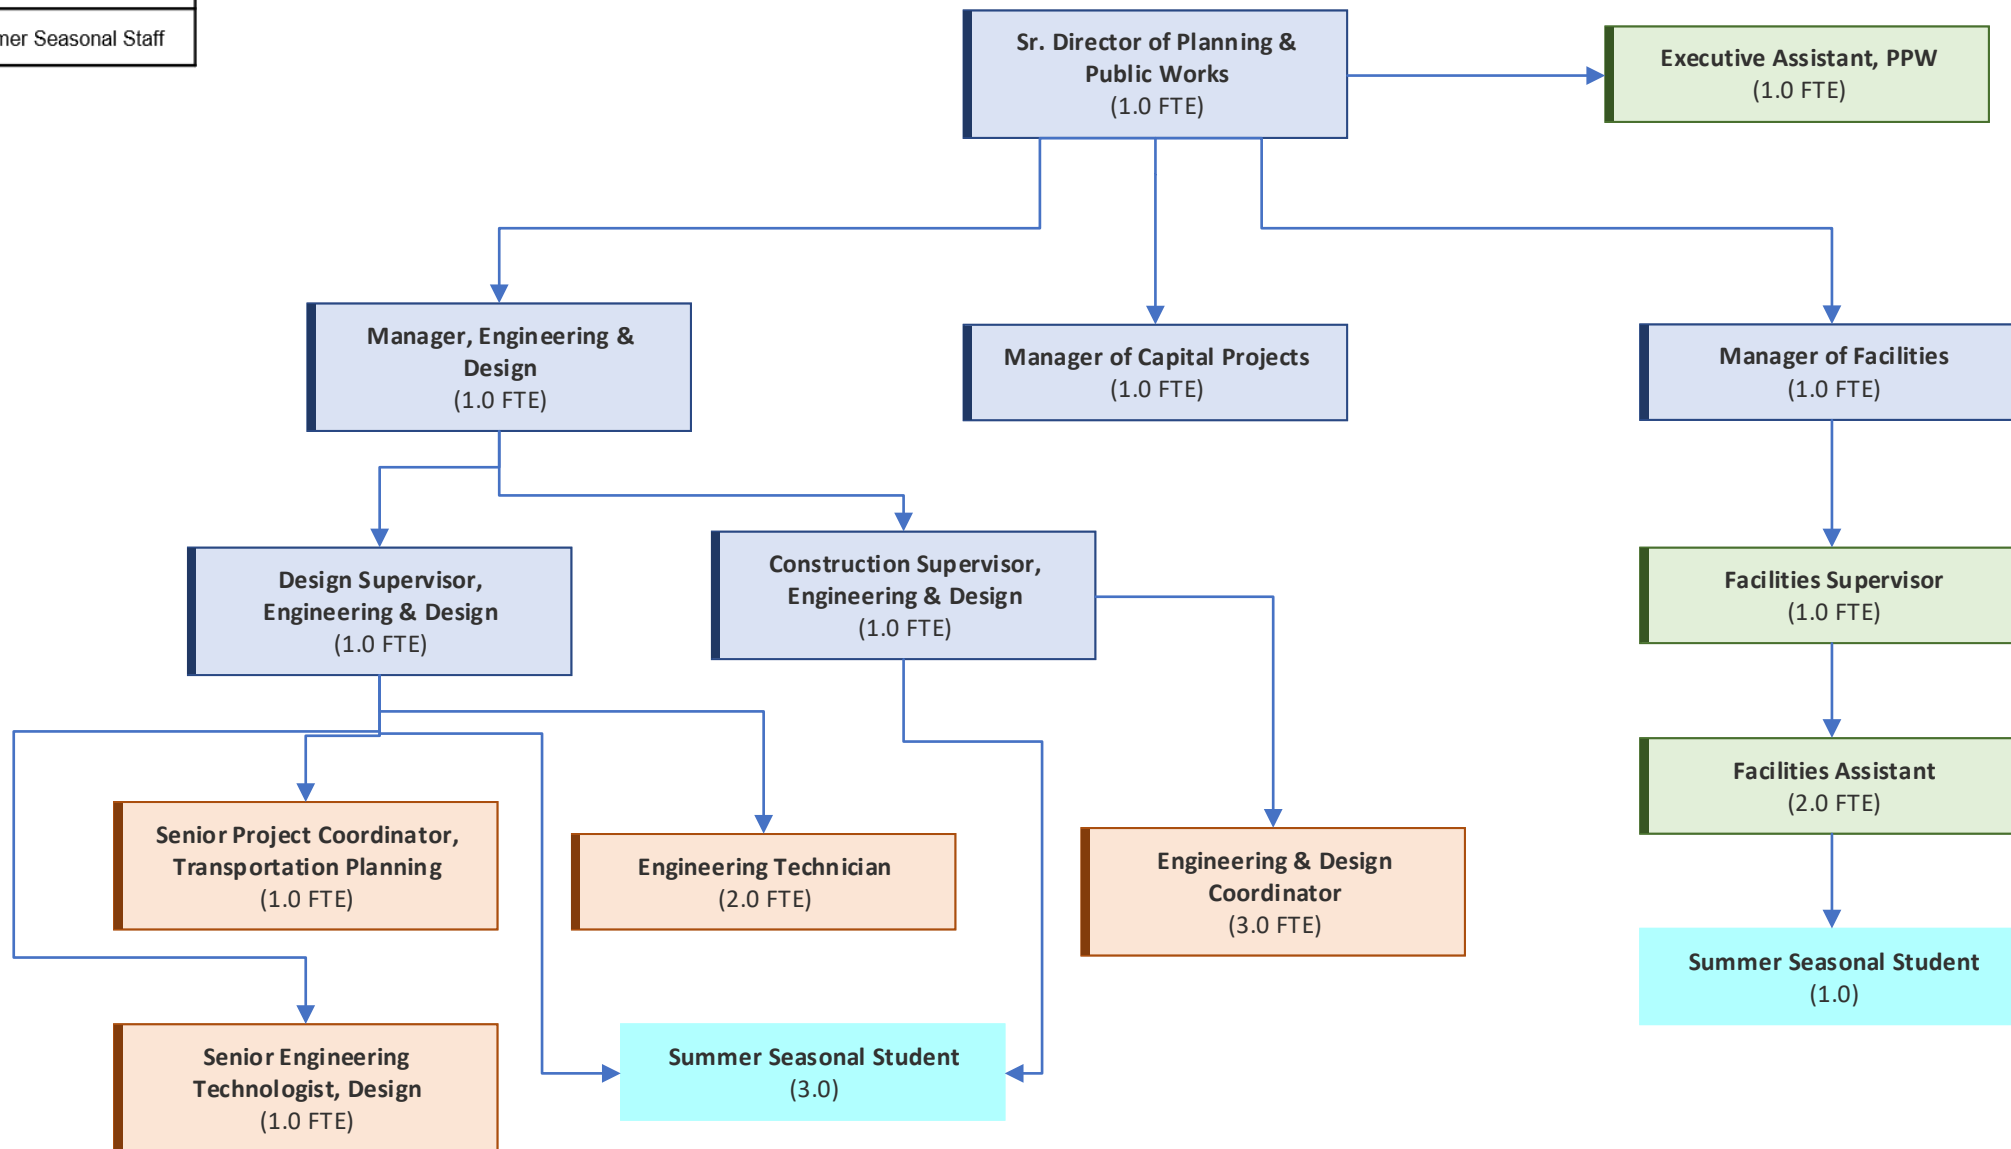 Seasonal Staff
Sr. Director of Planning &
Public Works
(1.0 FTE)
Executive Assistant, PPW
(1.0 FTE)
Manager, Engineering &
Design
(1.0 FTE)
Manager of Capital Projects
(1.0 FTE)
Manager of Facilities
(1.0 FTE)
Design Supervisor,
Engineering & Design
(1.0 FTE)
Construction Supervisor,
Engineering & Design
(1.0 FTE)
Facilities Supervisor
(1.0 FTE)
Facilities Assistant
(2.0 FTE)
Senior Project Coordinator,
Transportation Planning
(1.0 FTE)
Engineering Technician
(2.0 FTE)
Engineering & Design
Coordinator
(3.0 FTE)
Summer Seasonal Student
(1.0)
Senior Engineering
Technologist, Design
(1.0 FTE)
Summer Seasonal Student
(3.0)